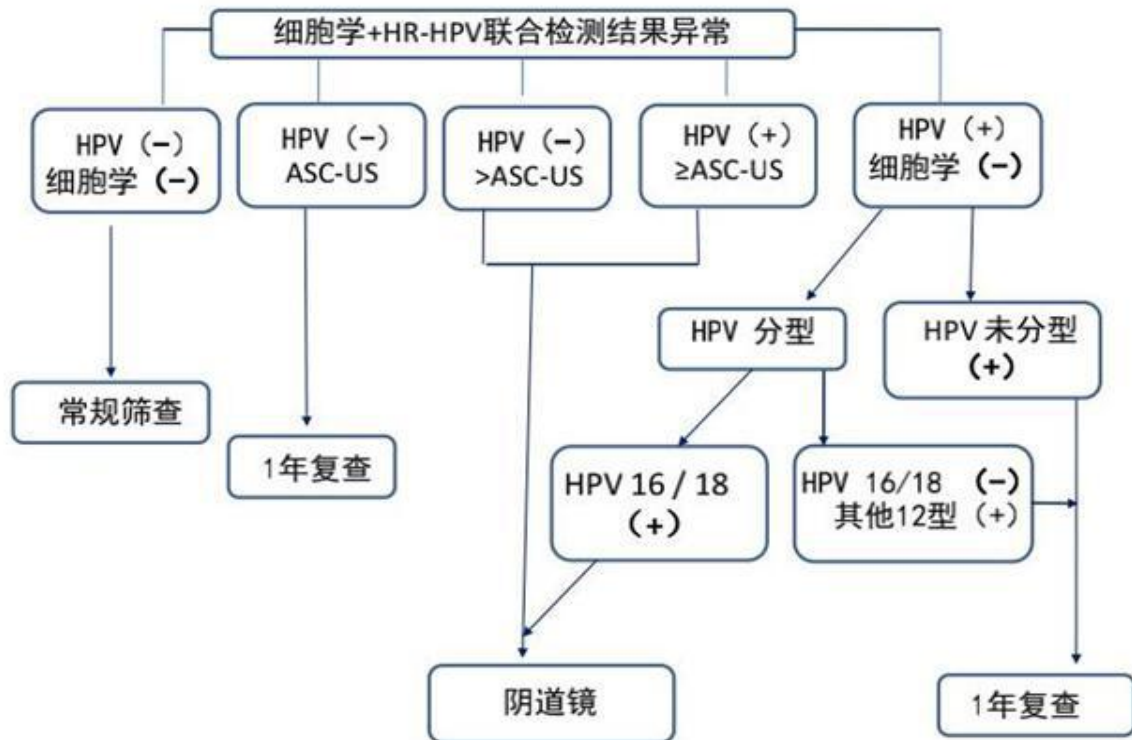 细胞学+HR-HPV联合检测结果异常
HPV（−）
细胞学（−）
HPV（−）
ASC-US
HPV（−）
>ASC-US
HPV（+）
≥ASC-US
HPV（+）
细胞学（−）
HPV 分型
HPV 未分型
（+）
常规筛查
1年复查
HPV 16 / 18
（+）
HPV 16/18（−）
其他12型（+）
阴道镜
1年复查